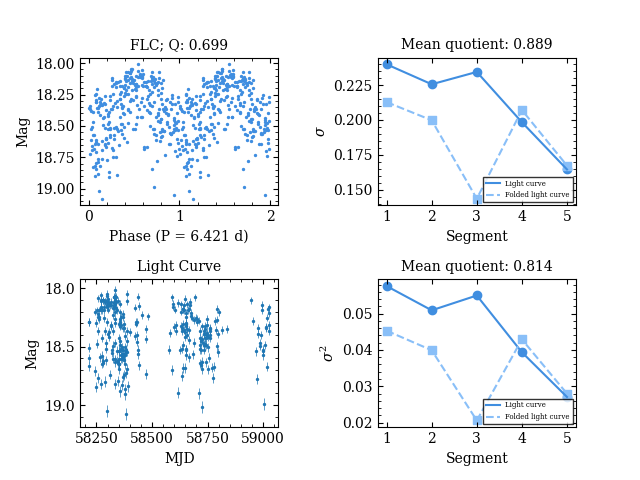 FLC; Q: 0.699
Mag
18.00
18.25
18.50
18.75
19.00
0
1
2
Phase (P = 6.421 d)
Mean quotient: 0.889
σ
0.225
0.200
0.175
0.150
Light curve
Folded light curve
1
2
3
4
5
Segment
Light Curve
Mag
18.0
18.5
19.0
58250
58500
58750
59000
MJD
Mean quotient: 0.814
σ²
0.05
0.04
0.03
0.02
Light curve
Folded light curve
1
2
3
4
5
Segment